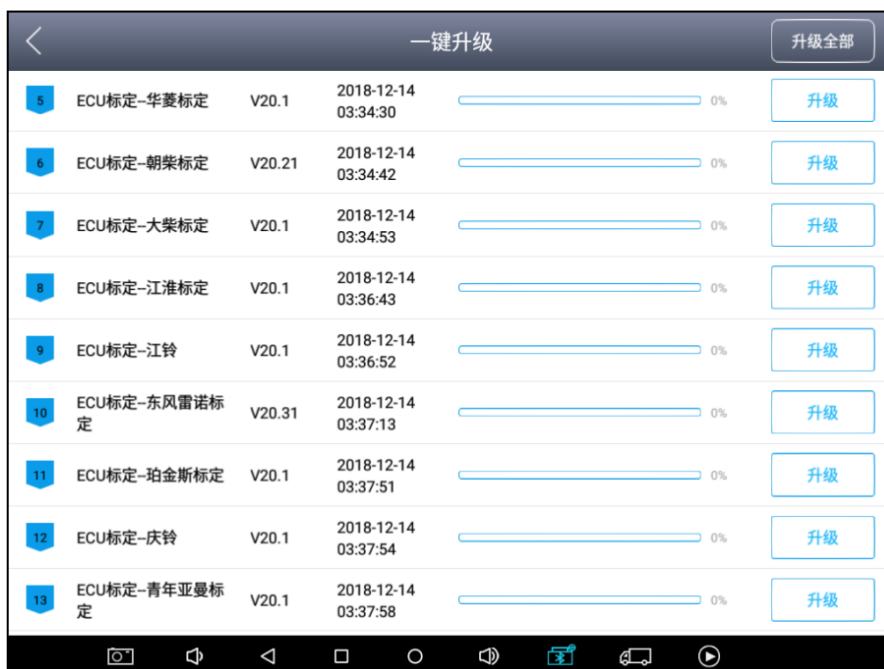 一键升级
升级全部
5 ECU标定--华菱标定 V20.1 2018-12-14 0% 升级
03:34:30
6 ECU标定--朝柴标定 V20.21 2018-12-14 0% 升级
03:34:42
7 ECU标定--大柴标定 V20.1 2018-12-14 0% 升级
03:34:53
8 ECU标定--江淮标定 V20.1 2018-12-14 0% 升级
03:36:43
9 ECU标定--江铃 V20.1 2018-12-14 0% 升级
03:36:52
10 ECU标定--东风雷诺标 V20.31 2018-12-14 0% 升级
定 03:37:13
11 ECU标定--珀金斯标定 V20.1 2018-12-14 0% 升级
03:37:51
12 ECU标定--庆铃 V20.1 2018-12-14 0% 升级
03:37:54
13 ECU标定--青年亚曼标 V20.1 2018-12-14 0% 升级
定 03:37:58